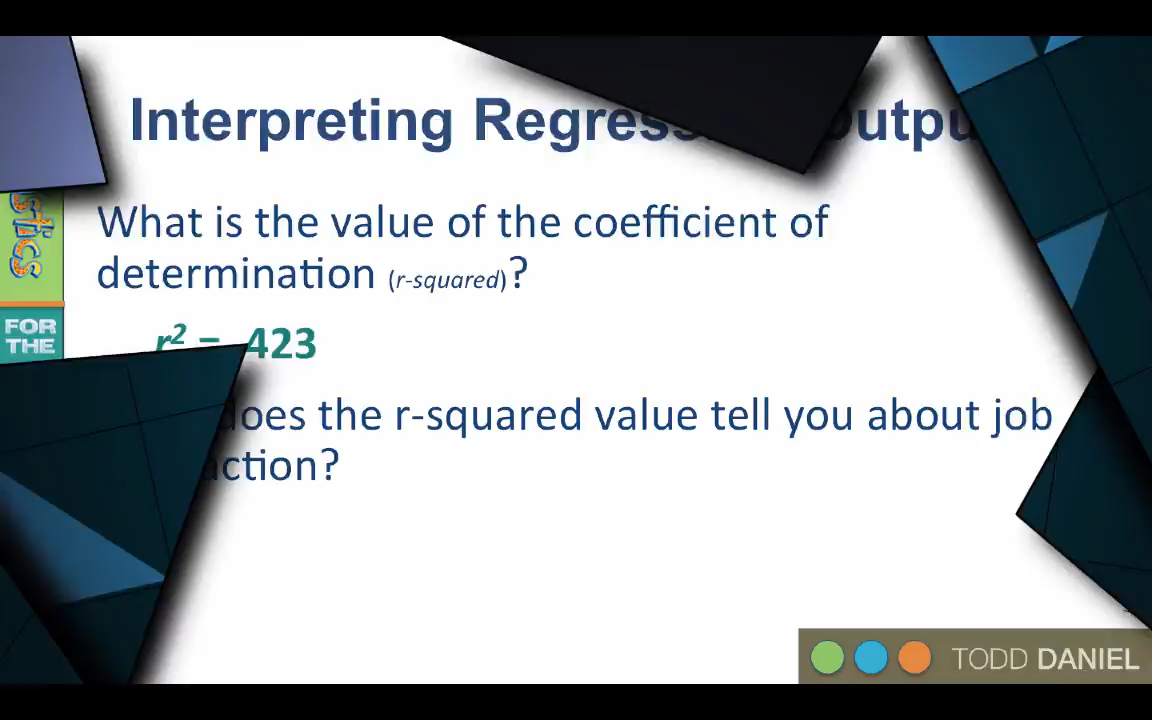 Interpreting Regress utpu
What is the value of the coefficient of
determination (r-squared)?
istics
FOR THE
r² = 423
does the r-squared value tell you about job
action?
TODD DANIEL